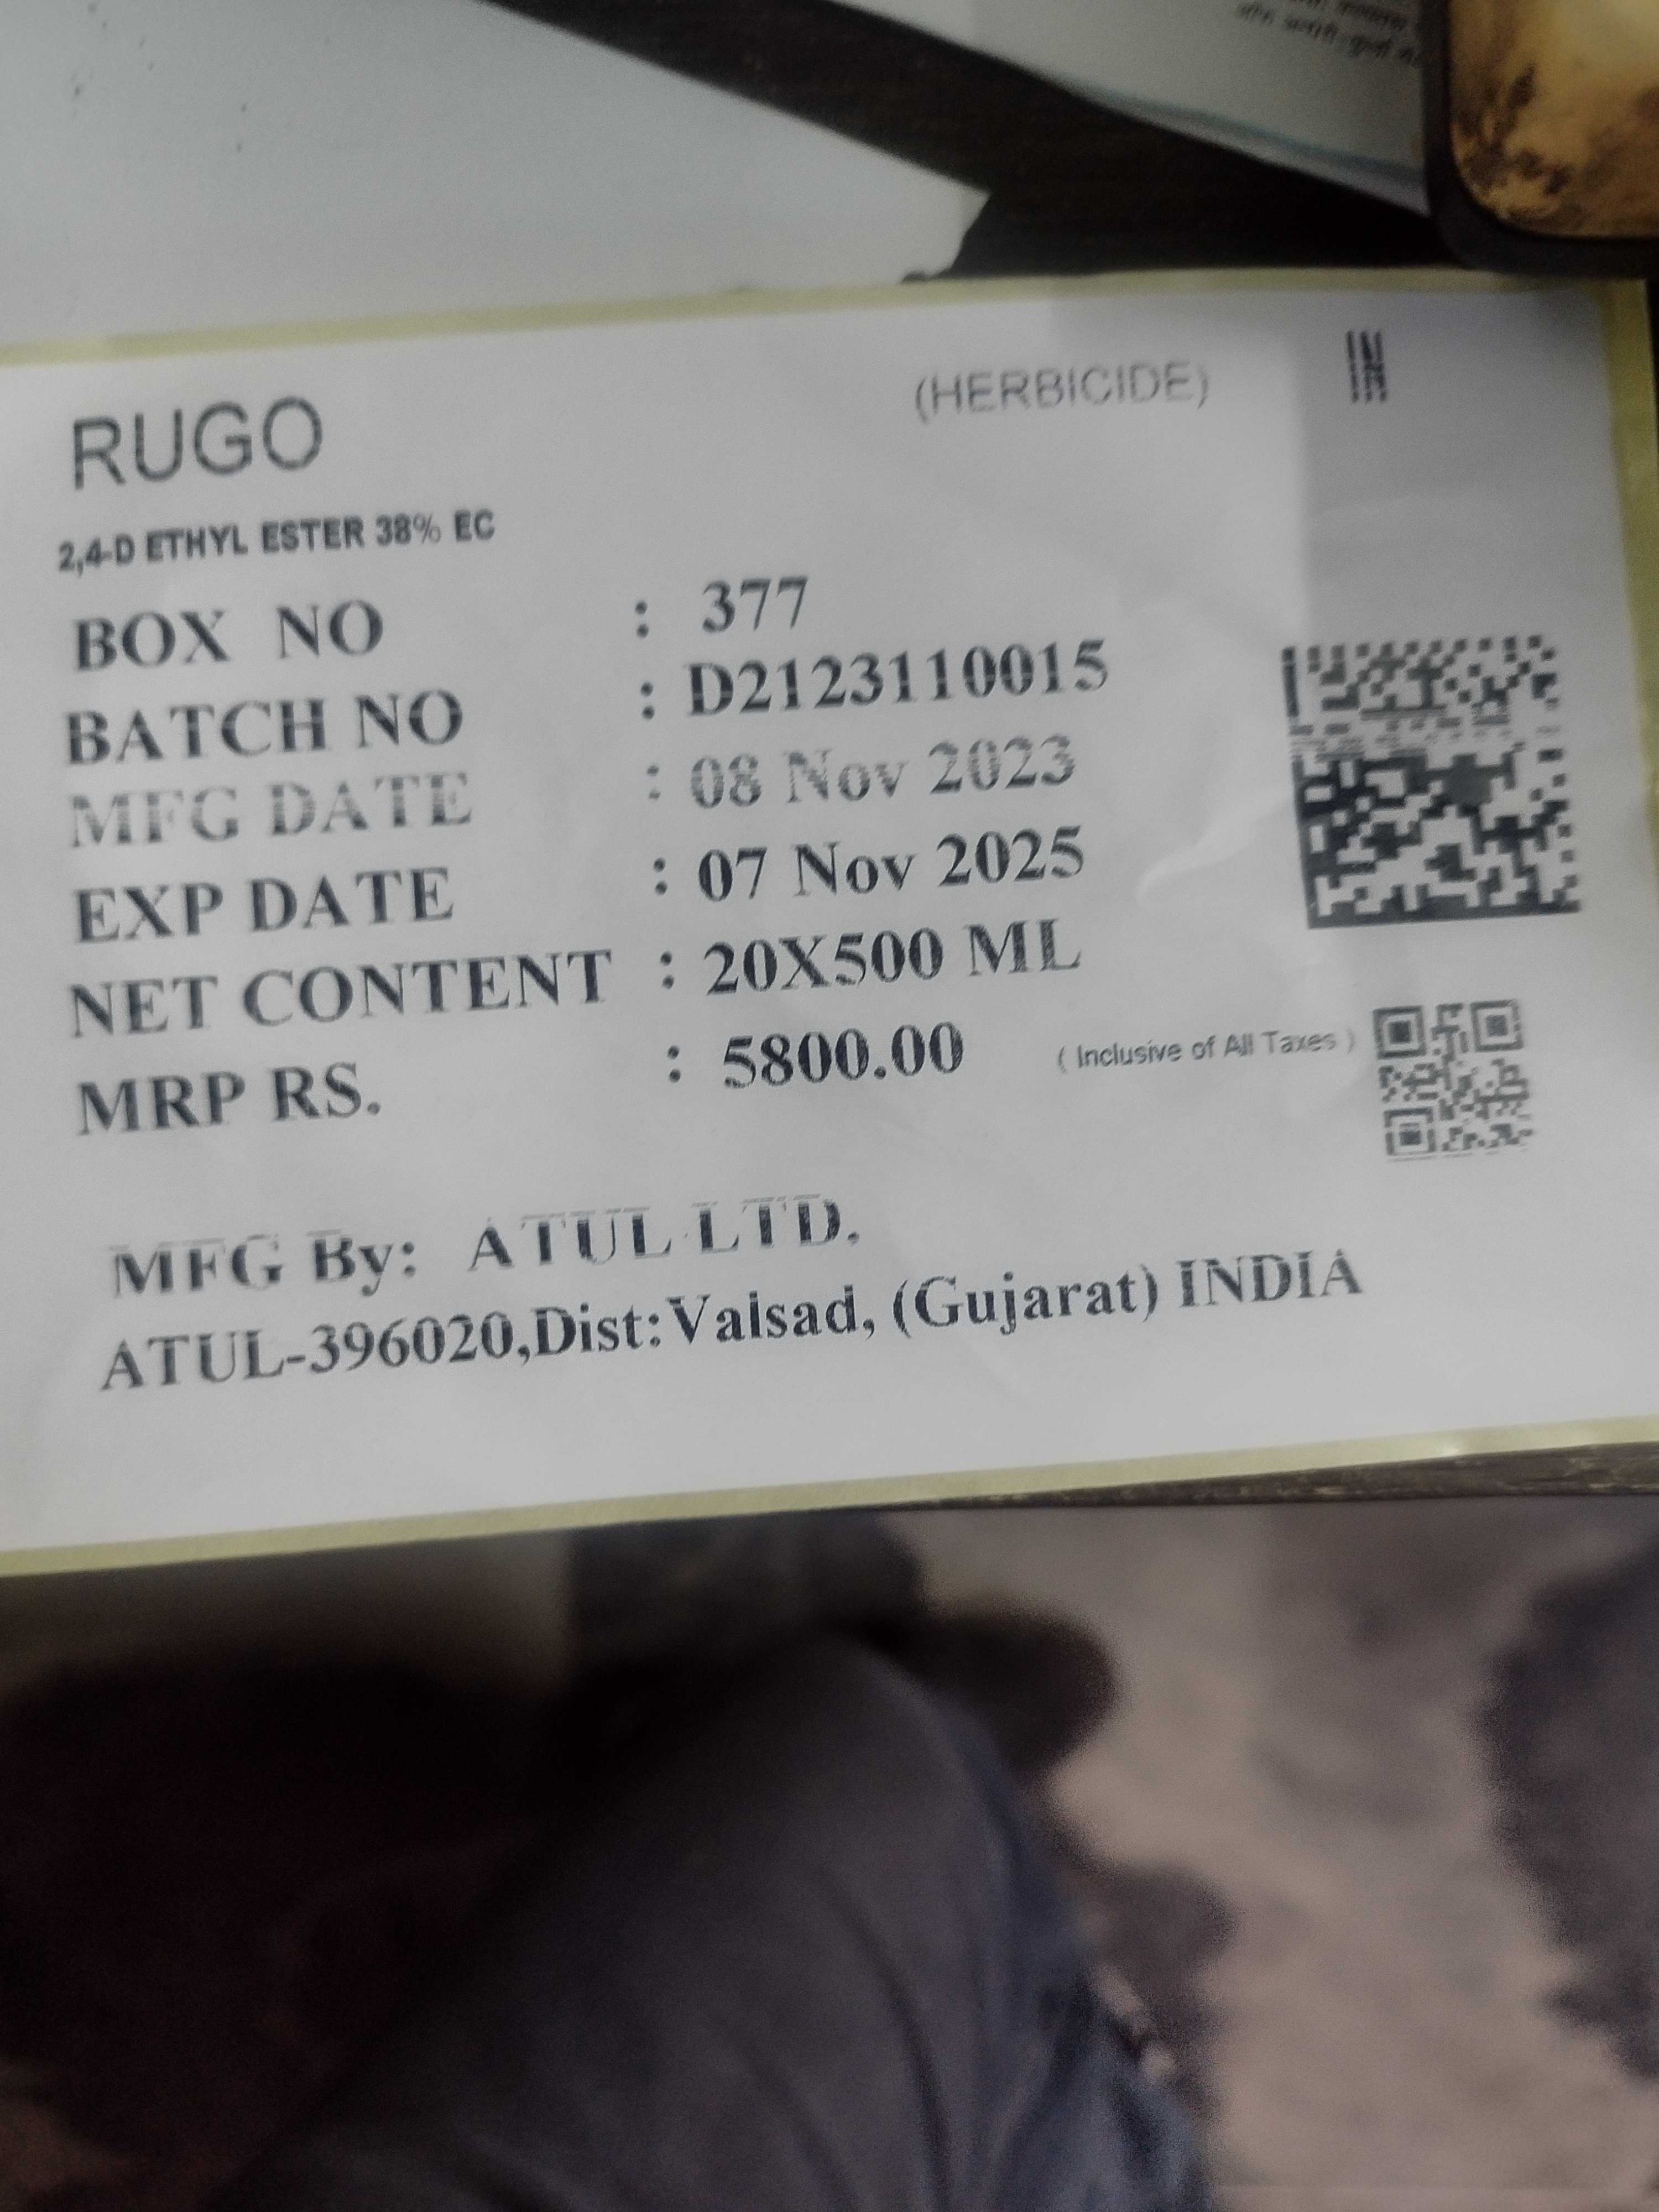 और अनोरी
RUGO (HERBICIDE)
2,4-D ETHYL ESTER 38% EC
BOX NO : 377
BATCH NO : D2123110015
MFG DATE : 08 Nov 2023
EXP DATE : 07 Nov 2025
NET CONTENT : 20X500 ML
MRP RS. : 5800.00 ( Inclusive of All Taxes )
MFG By: ATUL LTD.
ATUL-396020,Dist:Valsad, (Gujarat) INDIA